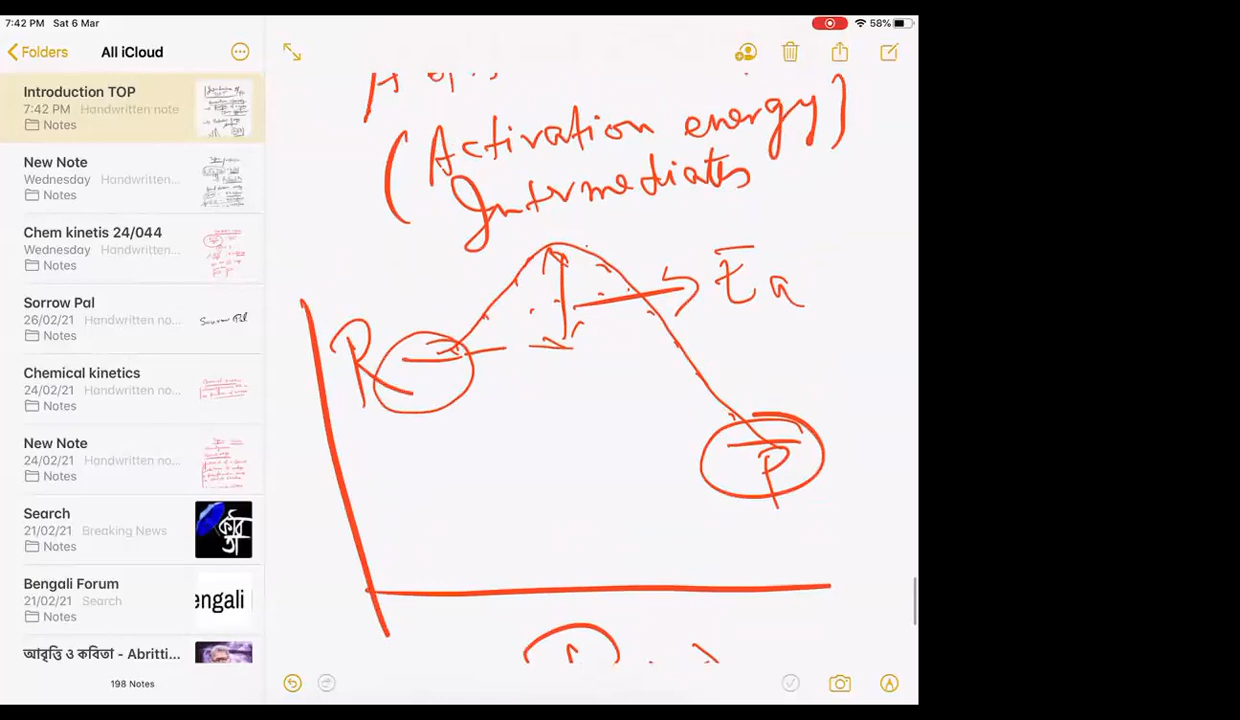 7:42 PM Sat 6 Mar
58%
Folders
All iCloud
Introduction TOP
7:42 PM Handwritten note
Notes
New Note
Wednesday Handwritten...
Notes
Chem kinetis 24/044
Wednesday Handwritten...
Notes
Sorrow Pal
26/02/21 Handwritten no...
Notes
Chemical kinetics
24/02/21 Handwritten no...
Notes
New Note
24/02/21 Handwritten no...
Notes
Search
21/02/21 Breaking News
Notes
Bengali Forum
21/02/21 Search
Notes
আবৃত্তি ও কবিতা - Abritti...
198 Notes
(Activation energy)
Intermediates
Ea
R
P